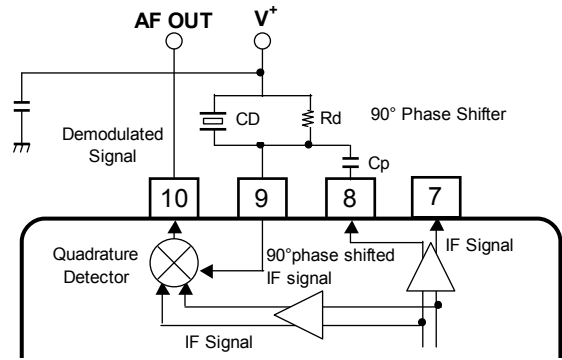 AF OUT
V+
CD
Rd
90° Phase Shifter
Demodulated
Signal
Cp
10
9
8
7
Quadrature
Detector
90°phase shifted
IF signal
IF Signal
IF Signal